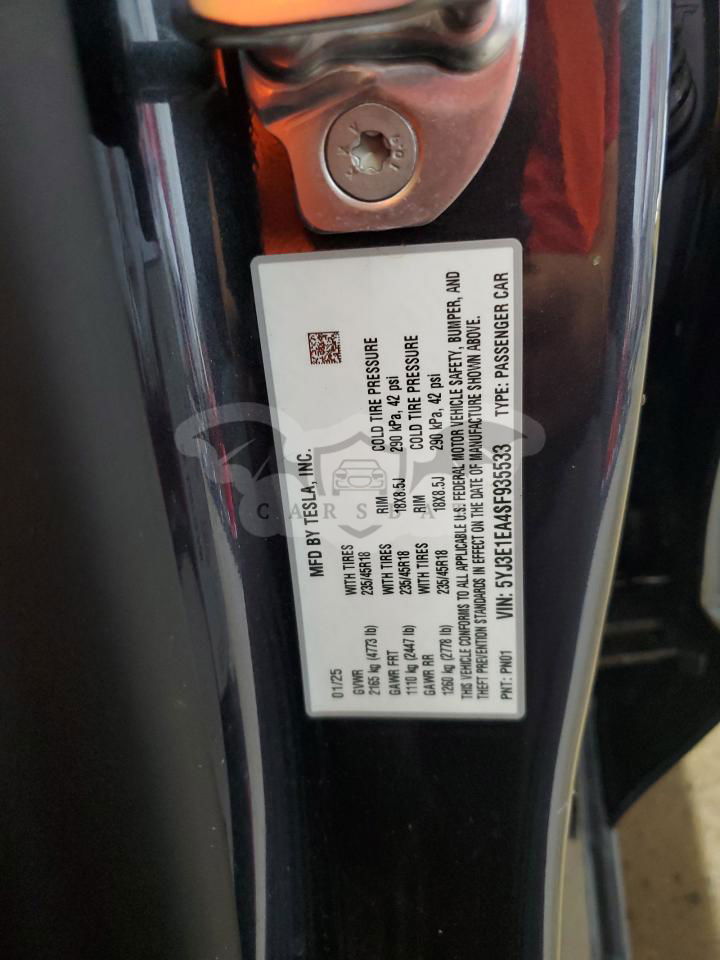 MFD BY TESLA, INC.
01/25
GVWR WITH TIRES RIM COLD TIRE PRESSURE
2165 kg (4773 lb) 235/45R18 18X8.5J 290 kPa, 42 psi
GAWR FRT WITH TIRES RIM COLD TIRE PRESSURE
1110 kg (2447 lb) 235/45R18 18X8.5J 290 kPa, 42 psi
GAWR RR WITH TIRES
1260 kg (2778 lb) 235/45R18
THIS VEHICLE CONFORMS TO ALL APPLICABLE U.S. FEDERAL MOTOR VEHICLE SAFETY, BUMPER, AND
THEFT PREVENTION STANDARDS IN EFFECT ON THE DATE OF MANUFACTURE SHOWN ABOVE.
PNT: PN01 VIN: 5YJ3E1EA4SF935533 TYPE: PASSENGER CAR